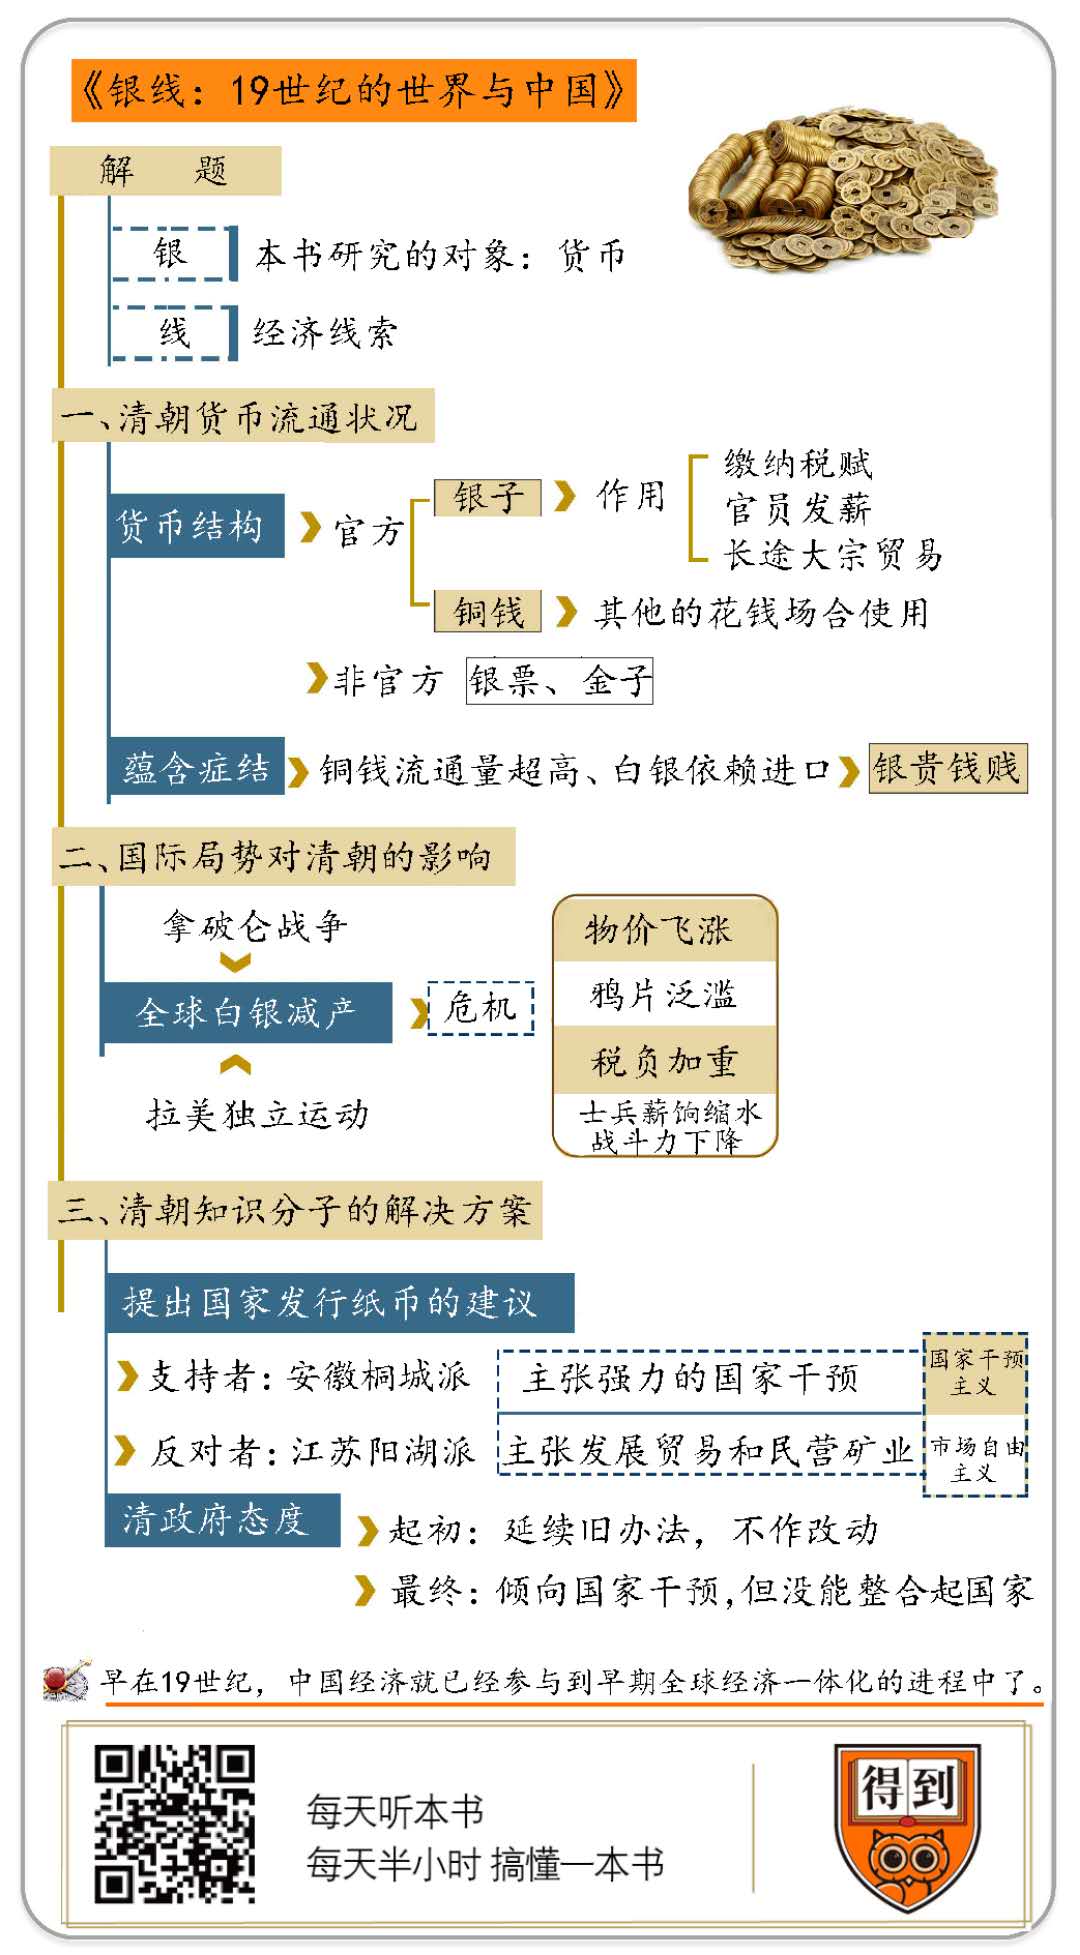 《银线：19世纪的世界与中国》
解 题
银 本书研究的对象：货币
线 经济线索
一、清朝货币流通状况
货币结构
官方
银子
作用
缴纳税赋
官员发薪
长途大宗贸易
铜钱
其他的花钱场合使用
非官方 银票、金子
蕴含症结 铜钱流通量超高、白银依赖进口 银贵钱贱
二、国际局势对清朝的影响
拿破仑战争
全球白银减产
拉美独立运动
危机
物价飞涨
鸦片泛滥
税负加重
士兵薪饷缩水
战斗力下降
三、清朝知识分子的解决方案
提出国家发行纸币的建议
支持者：安徽桐城派 主张强力的国家干预
国家干预
主义
反对者：江苏阳湖派 主张发展贸易和民营矿业
市场自由
主义
清政府态度
起初：延续旧办法，不作改动
最终：倾向国家干预，但没能整合起国家
早在19世纪，中国经济就已经参与到早期全球经济一体化的进程中了。
每天听本书
每天半小时 搞懂一本书
得到